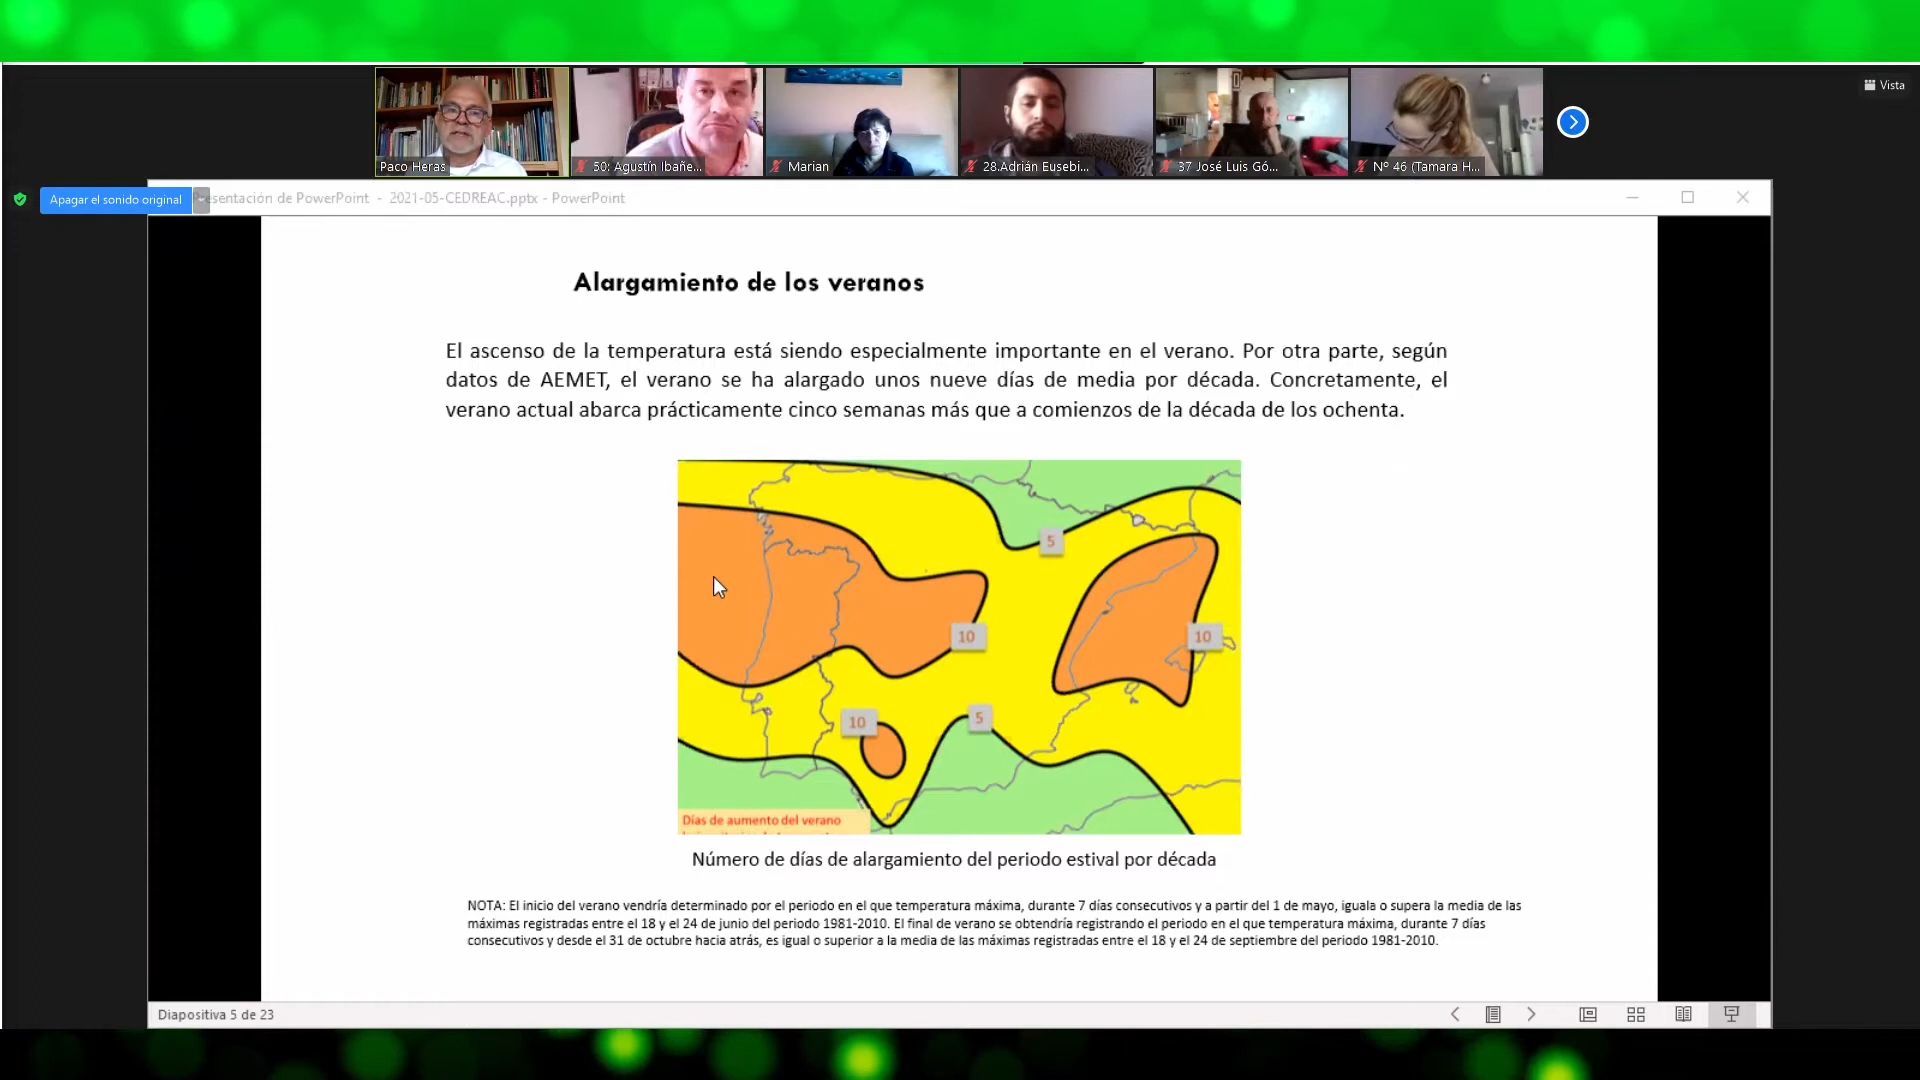 Vista
Paco Heras
50: Agustín Ibañe...
Marian
28.Adrián Eusebi...
37 José Luis Gó...
Nº 46 (Tamara H...
Apagar el sonido original
Presentación de PowerPoint - 2021-05-CEDREAC.pptx - PowerPoint
Alargamiento de los veranos
El ascenso de la temperatura está siendo especialmente importante en el verano. Por otra parte, según
datos de AEMET, el verano se ha alargado unos nueve días de media por década. Concretamente, el
verano actual abarca prácticamente cinco semanas más que a comienzos de la década de los ochenta.
5
10
10
10
5
Días de aumento del verano
Número de días de alargamiento del periodo estival por década
NOTA: El inicio del verano vendría determinado por el periodo en el que temperatura máxima, durante 7 días consecutivos y a partir del 1 de mayo, iguala o supera la media de las
máximas registradas entre el 18 y el 24 de junio del periodo 1981-2010. El final de verano se obtendría registrando el periodo en el que temperatura máxima, durante 7 días
consecutivos y desde el 31 de octubre hacia atrás, es igual o superior a la media de las máximas registradas entre el 18 y el 24 de septiembre del periodo 1981-2010.
Diapositiva 5 de 23